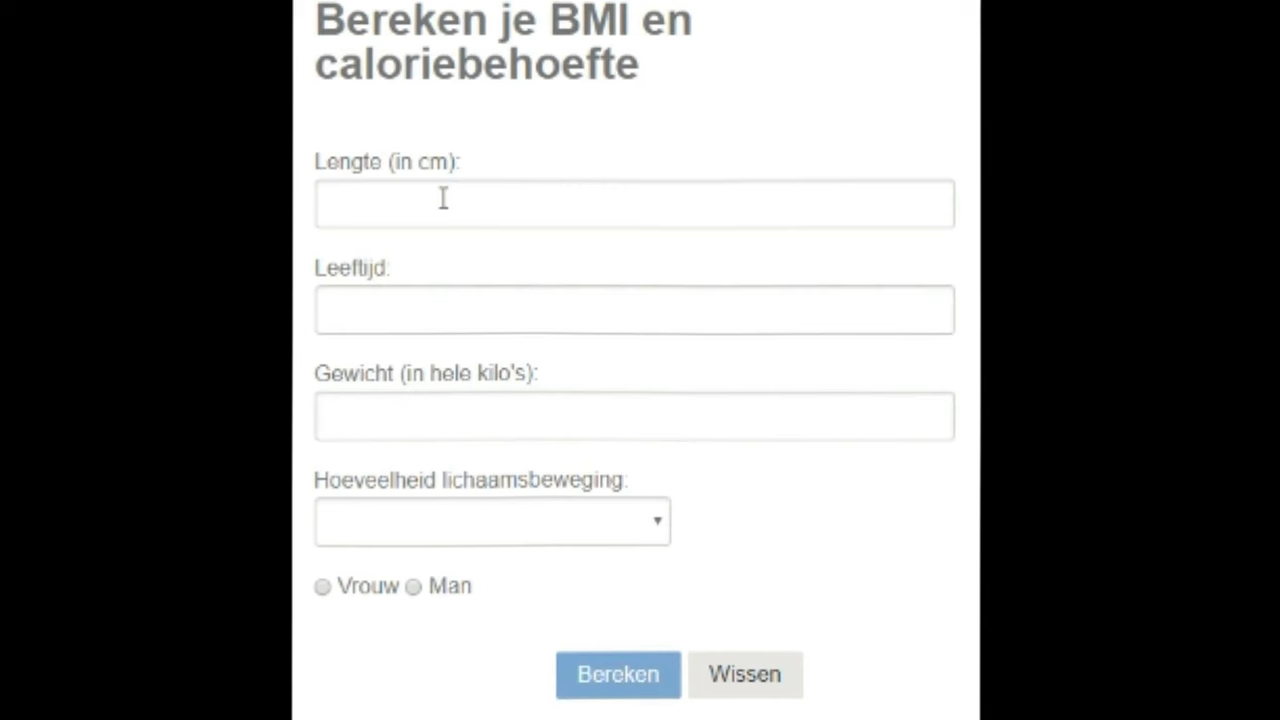 Bereken je BMI en
caloriebehoefte
Lengte (in cm):
Leeftijd:
Gewicht (in hele kilo's):
Hoeveelheid lichaamsbeweging:
Vrouw Man
Bereken Wissen